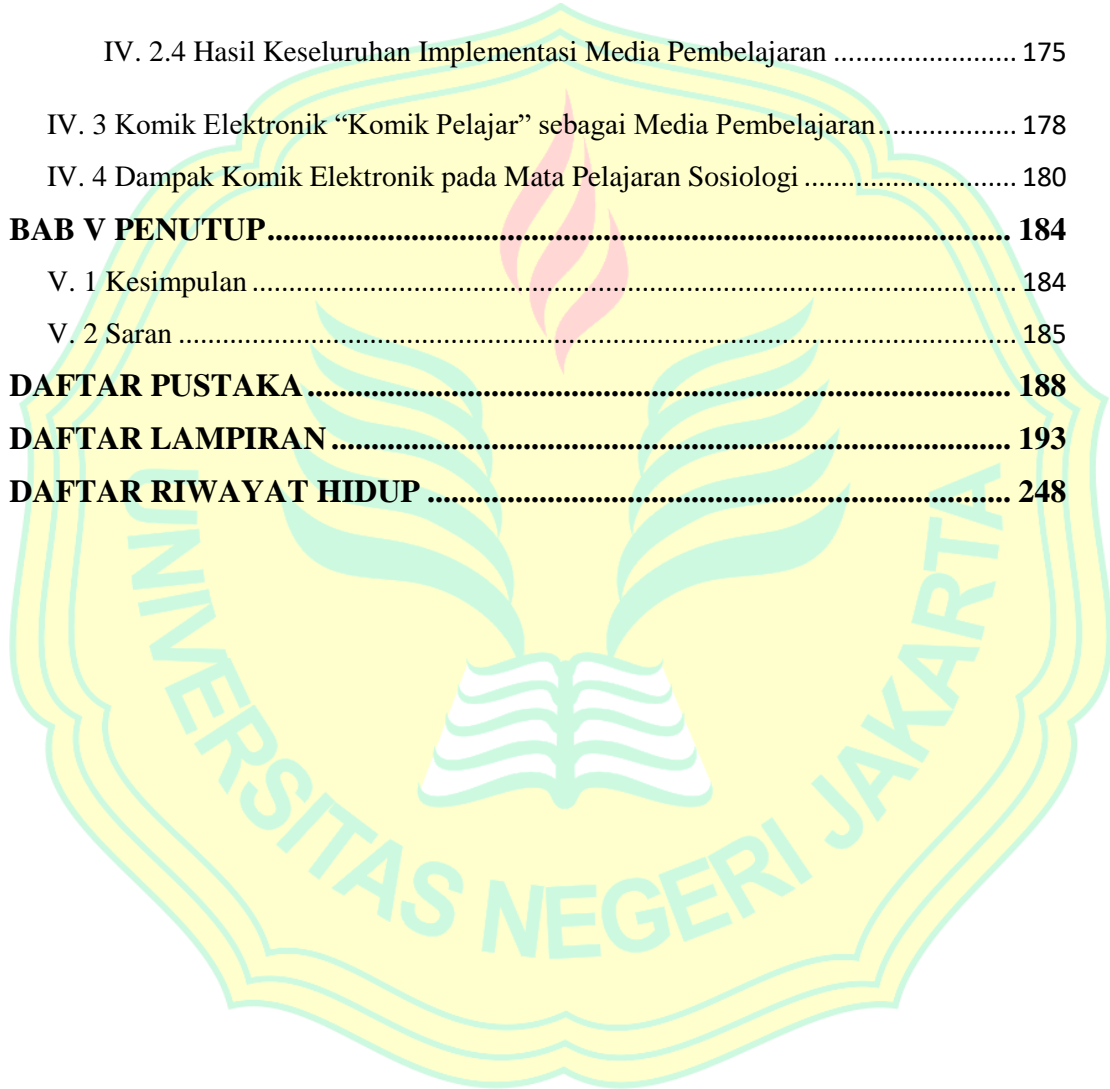 IV. 2.4 Hasil Keseluruhan Implementasi Media Pembelajaran ....................... 175
IV. 3 Komik Elektronik “Komik Pelajar” sebagai Media Pembelajaran................. 178
IV. 4 Dampak Komik Elektronik pada Mata Pelajaran Sosiologi .......................... 180
BAB V PENUTUP............................................................................................. 184
V. 1 Kesimpulan ................................................................................................ 184
V. 2 Saran .......................................................................................................... 185
DAFTAR PUSTAKA ........................................................................................ 188
DAFTAR LAMPIRAN ..................................................................................... 193
DAFTAR RIWAYAT HIDUP ......................................................................... 248
UNIVERSITAS NEGERI JAKARTA